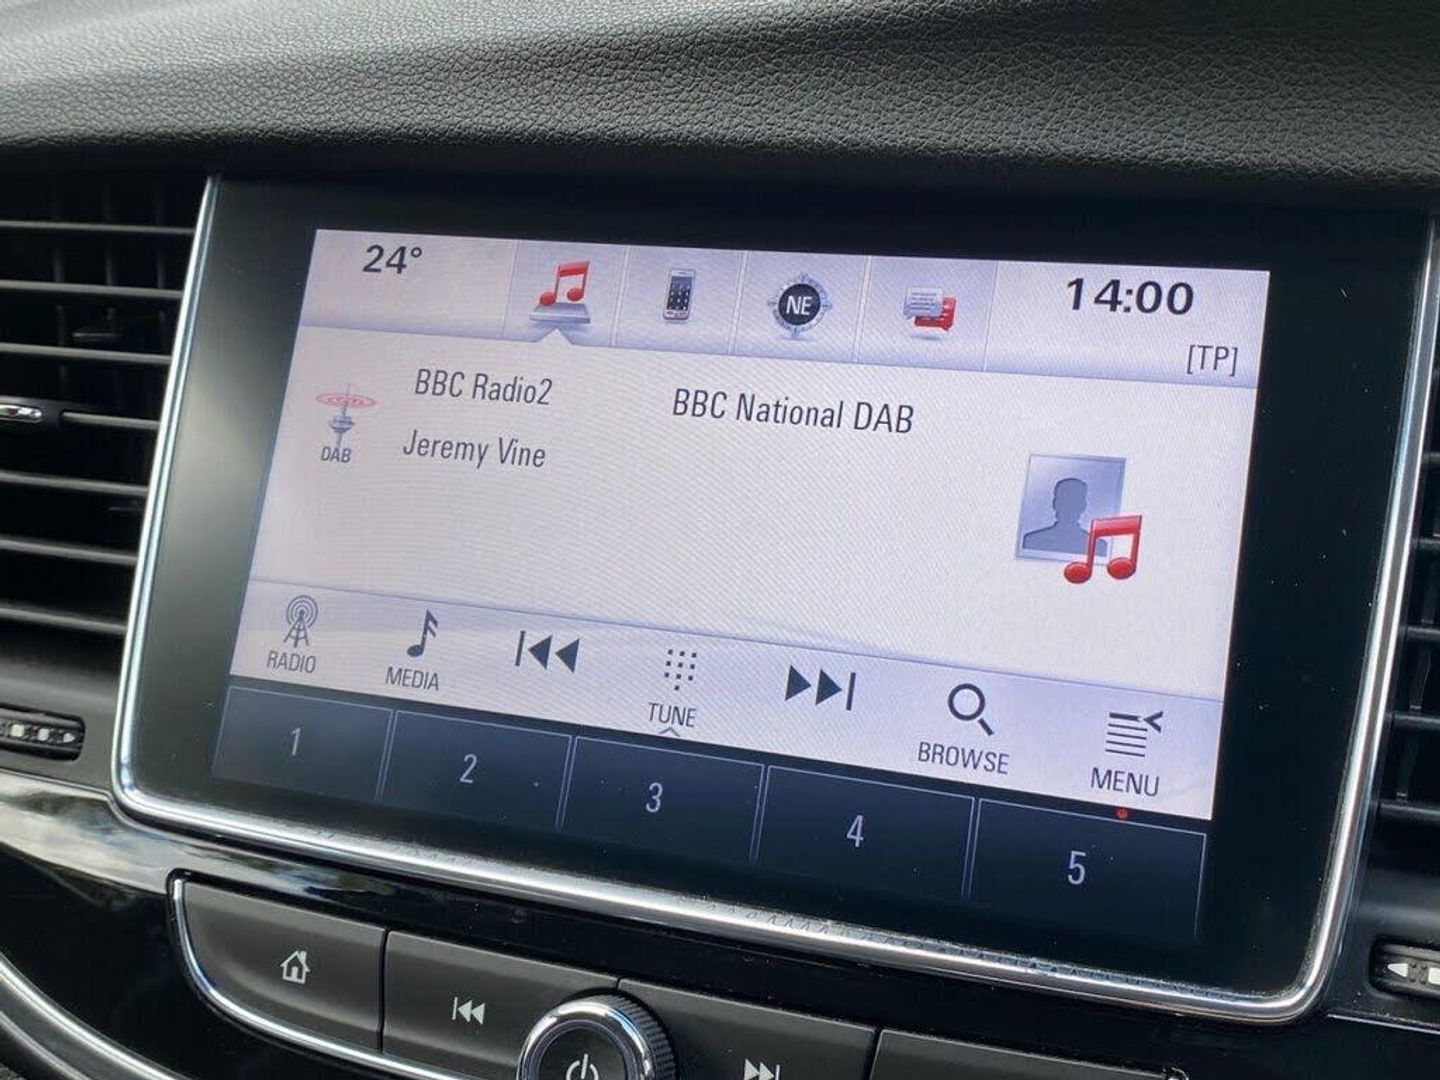 24°
NE
14:00
[TP]
BBC Radio2
BBC National DAB
Jeremy Vine
DAB
RADIO
MEDIA
TUNE
BROWSE
MENU
1
2
3
4
5